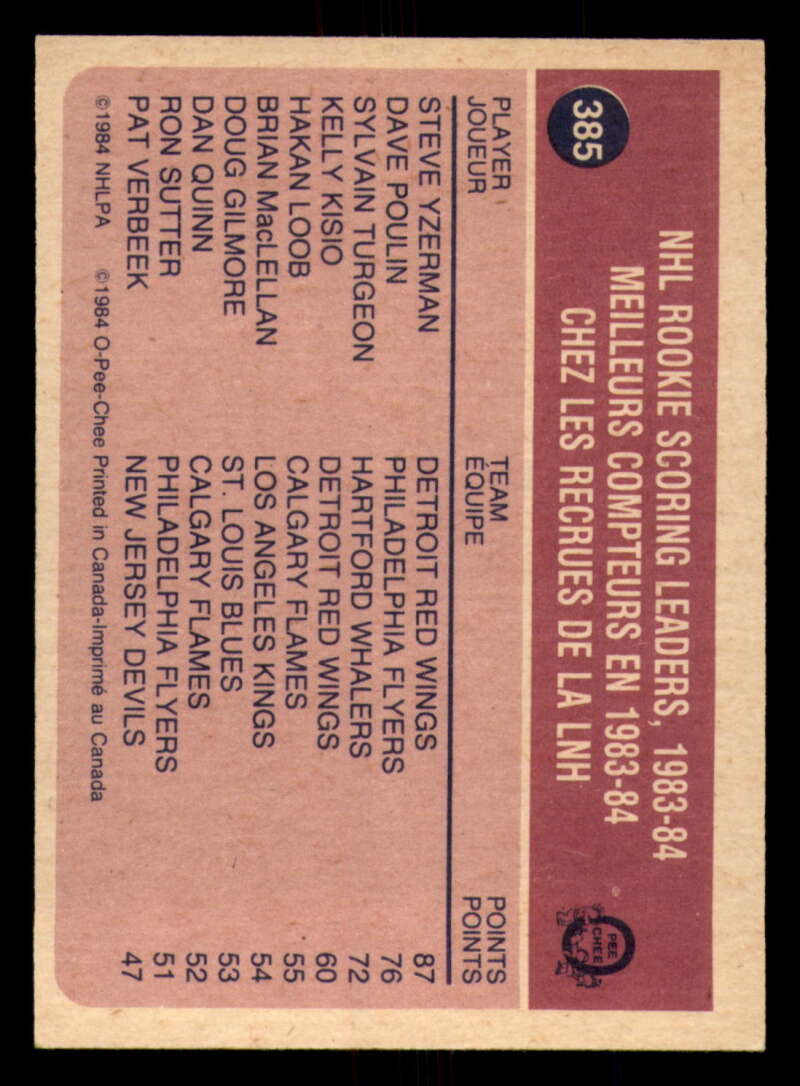 385
NHL ROOKIE SCORING LEADERS, 1983-84
MEILLEURS COMPTEURS EN 1983-84
CHEZ LES RECRUES DE LA LNH
O
PEE
CHEE
PLAYER TEAM POINTS
JOUEUR ÉQUIPE POINTS
STEVE YZERMAN DETROIT RED WINGS 87
DAVE POULIN PHILADELPHIA FLYERS 76
SYLVAIN TURGEON HARTFORD WHALERS 72
KELLY KISIO DETROIT RED WINGS 60
HAKAN LOOB CALGARY FLAMES 55
BRIAN MacLELLAN LOS ANGELES KINGS 54
DOUG GILMORE ST. LOUIS BLUES 53
DAN QUINN CALGARY FLAMES 52
RON SUTTER PHILADELPHIA FLYERS 51
PAT VERBEEK NEW JERSEY DEVILS 47
©1984 NHLPA ©1984 O-Pee-Chee Printed in Canada-Imprimé au Canada